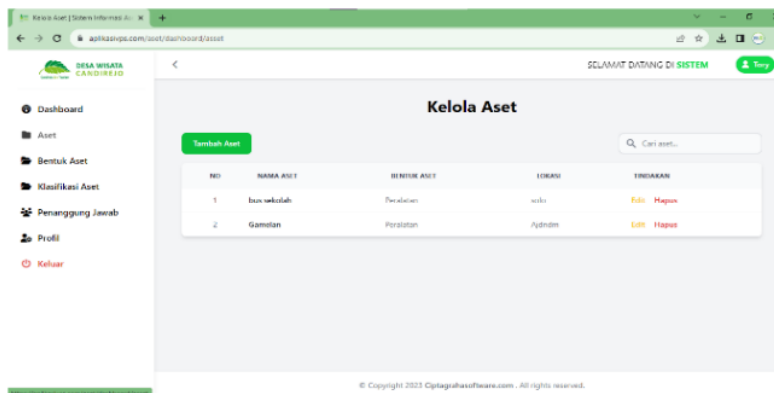 Kelola Aset | Sistem Informasi As
aplikasivps.com/aset/dashboard/asset
DESA WISATA
CANDIREJO
SELAMAT DATANG DI SISTEM
Tery
Dashboard
Aset
Bentuk Aset
Klasifikasi Aset
Penanggung Jawab
Profil
Keluar
Kelola Aset
Tambah Aset
Cari aset...
NO NAMA ASET BENTUK ASET LOKASI TINDAKAN
1 bus sekolah Peralatan solo Edit Hapus
2 Gamelan Peralatan Edit Hapus
© Copyright 2023 Ciptagrahasoftware.com . All rights reserved.